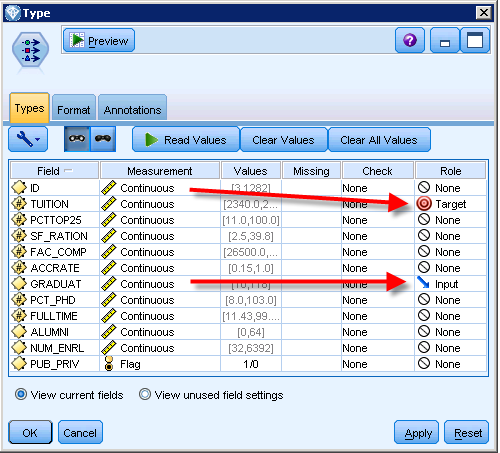 Type
Preview
?
Types Format Annotations
Read Values Clear Values Clear All Values
Field Measurement Values Missing Check Role
ID Continuous [3,1282] None None
TUITION Continuous [2340.0,2... None Target
PCTTOP25 Continuous [11.0,100.0] None None
SF_RATION Continuous [2.5,39.8] None None
FAC_COMP Continuous [26500.0,... None None
ACCRATE Continuous [0.15,1.0] None None
GRADUAT Continuous None Input
PCT_PHD Continuous [8.0,103.0] None None
FULLTIME Continuous [11.43,99.... None None
ALUMNI Continuous [0,64] None None
NUM_ENRL Continuous [32,6392] None None
PUB_PRIV Flag 1/0 None None
View current fields View unused field settings
OK Cancel Apply Reset